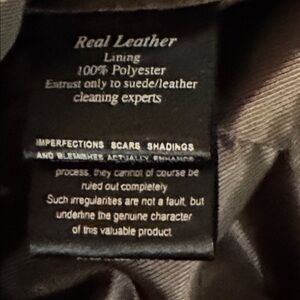 Real Leather
Lining
100% Polyester
Entrust only to suede/leather
cleaning experts
IMPERFECTIONS SCARS SHADINGS
AND BLEMISHES ACTUALLY ENHANCE
process, they cannot of course be
ruled out completely
Such irregularities are not a fault, but
underline the genuine character
of this valuable product